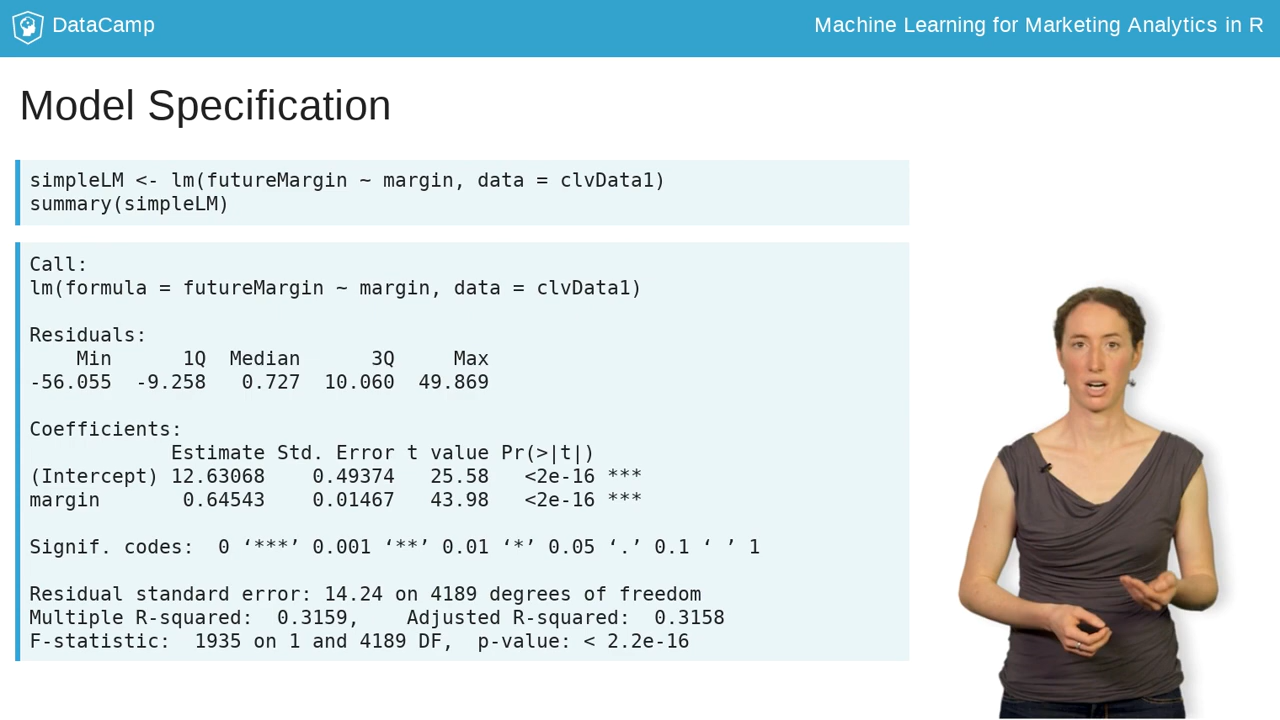 DataCamp
Machine Learning for Marketing Analytics in R
Model Specification
simpleLM <- lm(futureMargin ~ margin, data = clvData1)
summary(simpleLM)
Call:
lm(formula = futureMargin ~ margin, data = clvData1)
Residuals:
    Min      1Q  Median      3Q     Max
-56.055  -9.258   0.727  10.060  49.869
Coefficients:
            Estimate Std. Error t value Pr(>|t|)
(Intercept) 12.63068    0.49374   25.58   <2e-16 ***
margin       0.64543    0.01467   43.98   <2e-16 ***
Signif. codes:  0 ‘***’ 0.001 ‘**’ 0.01 ‘*’ 0.05 ‘.’ 0.1 ‘ ’ 1
Residual standard error: 14.24 on 4189 degrees of freedom
Multiple R-squared:  0.3159,    Adjusted R-squared:  0.3158
F-statistic:  1935 on 1 and 4189 DF,  p-value: < 2.2e-16